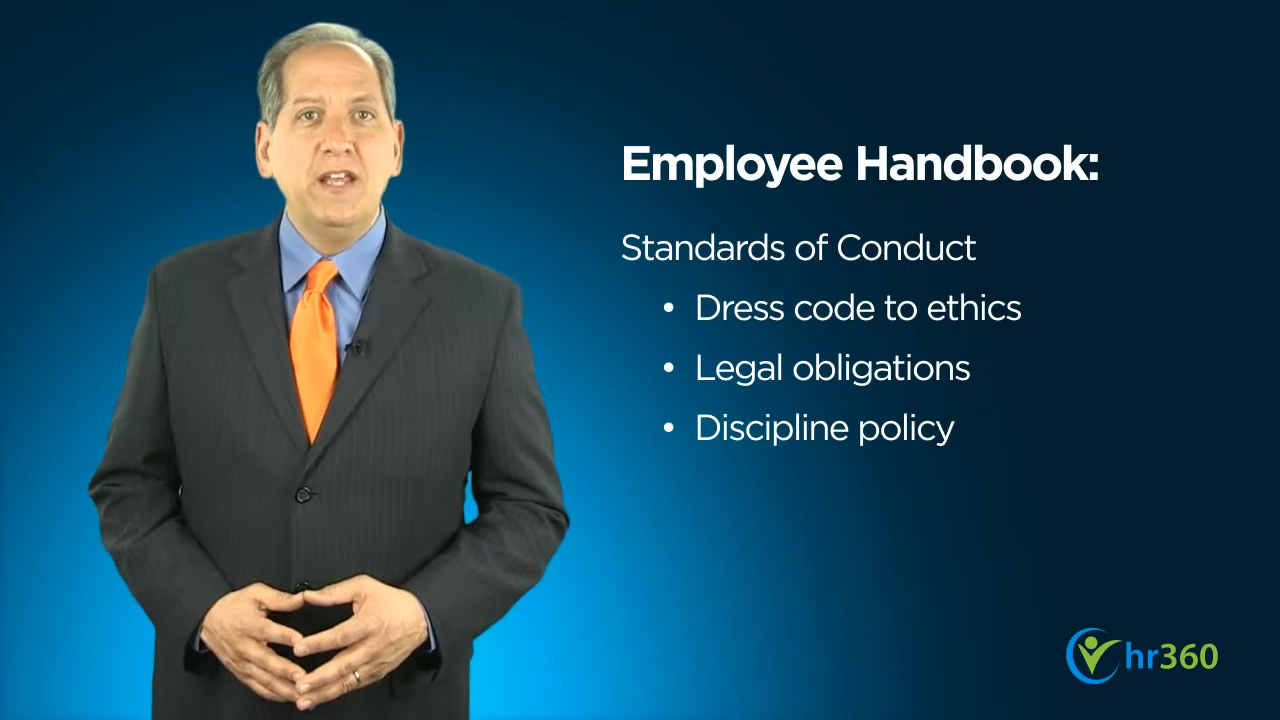 Employee Handbook:
Standards of Conduct
• Dress code to ethics
• Legal obligations
• Discipline policy
hr360